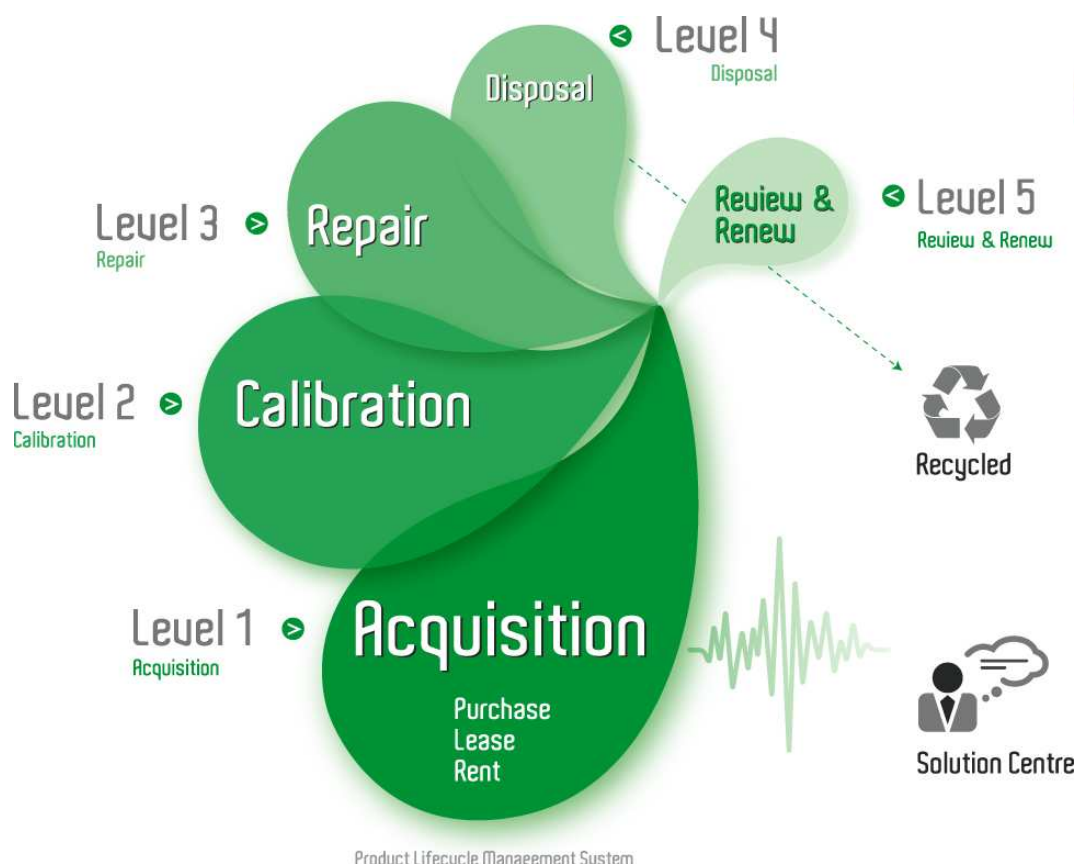 Level 4
Disposal
Disposal
Review &
Renew
Level 5
Review & Renew
Level 3
Repair
Repair
Level 2
Calibration
Calibration
Recycled
Level 1
Acquisition
Acquisition
Purchase
Lease
Rent
Solution Centre
Product Lifecycle Management System